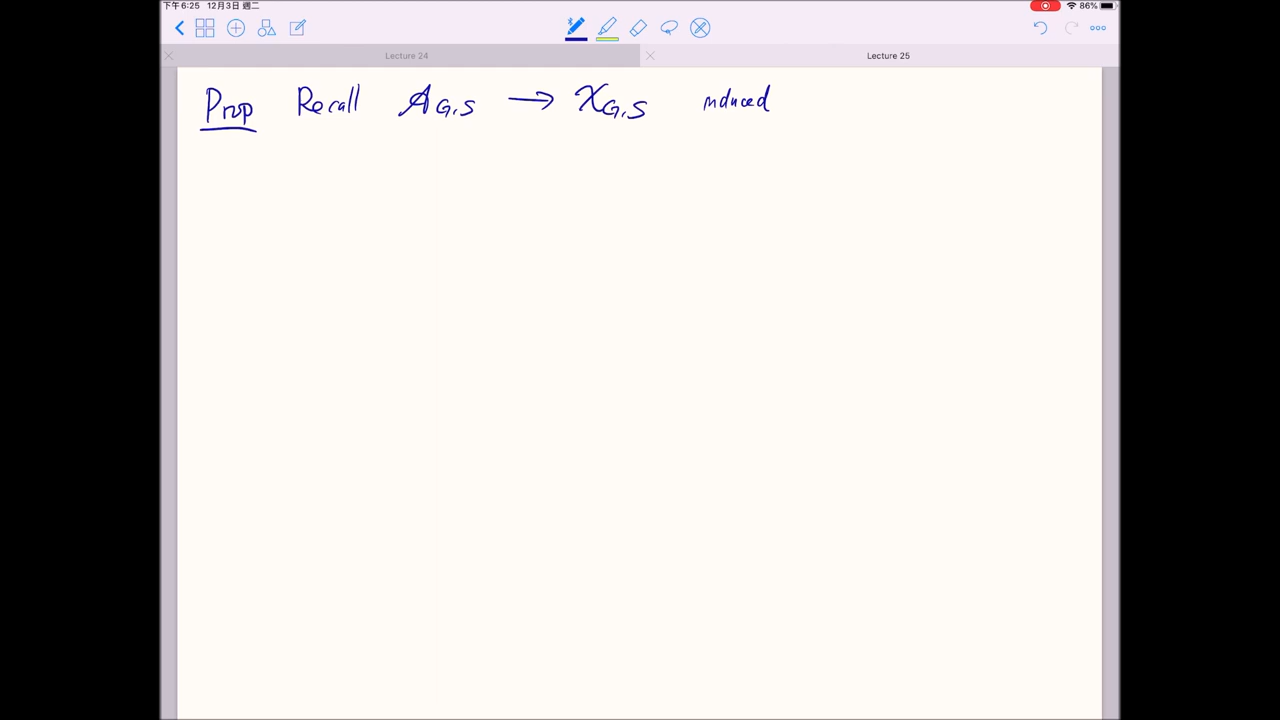 下午6:25 12月3日 週二 86%
Lecture 24 Lecture 25
Prop Recall 𝒜G,S → 𝒳G,S induced